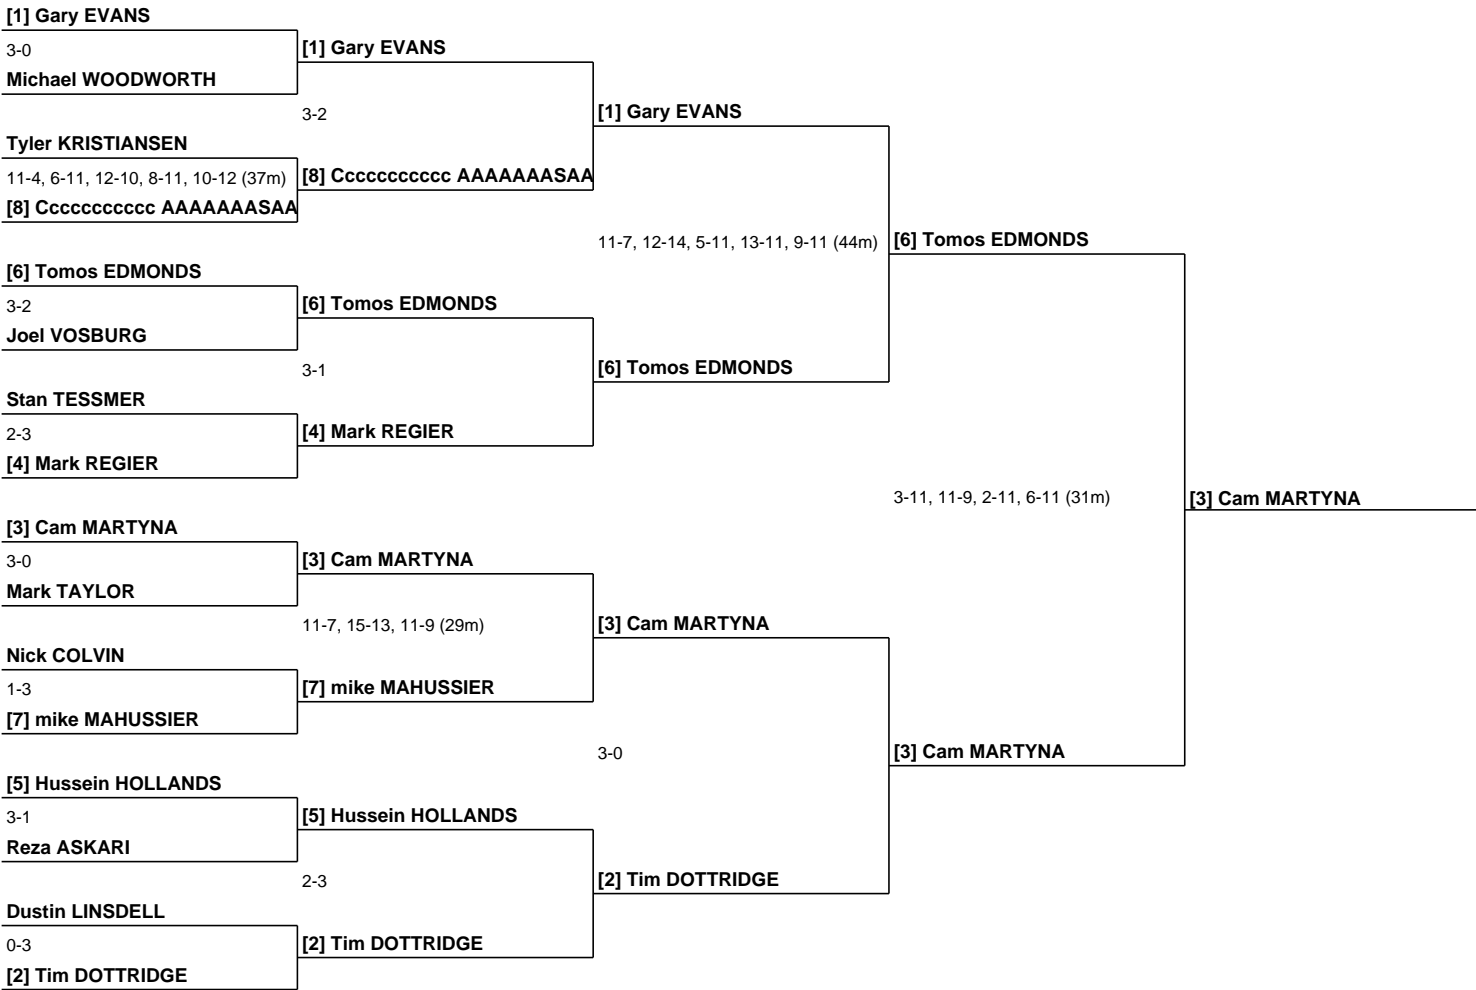 [1] Gary EVANS
3-0
Michael WOODWORTH
Tyler KRISTIANSEN
11-4, 6-11, 12-10, 8-11, 10-12 (37m)
[8] Ccccccccccc AAAAAAASAA
[6] Tomos EDMONDS
3-2
Joel VOSBURG
Stan TESSMER
2-3
[4] Mark REGIER
[3] Cam MARTYNA
3-0
Mark TAYLOR
Nick COLVIN
1-3
[7] mike MAHUSSIER
[5] Hussein HOLLANDS
3-1
Reza ASKARI
Dustin LINSDELL
0-3
[2] Tim DOTTRIDGE
[1] Gary EVANS
3-2
[8] Ccccccccccc AAAAAAASAA
[6] Tomos EDMONDS
3-1
[4] Mark REGIER
[3] Cam MARTYNA
11-7, 15-13, 11-9 (29m)
[7] mike MAHUSSIER
[5] Hussein HOLLANDS
2-3
[2] Tim DOTTRIDGE
[1] Gary EVANS
11-7, 12-14, 5-11, 13-11, 9-11 (44m)
[6] Tomos EDMONDS
[3] Cam MARTYNA
3-0
[2] Tim DOTTRIDGE
[6] Tomos EDMONDS
3-11, 11-9, 2-11, 6-11 (31m)
[3] Cam MARTYNA
[3] Cam MARTYNA